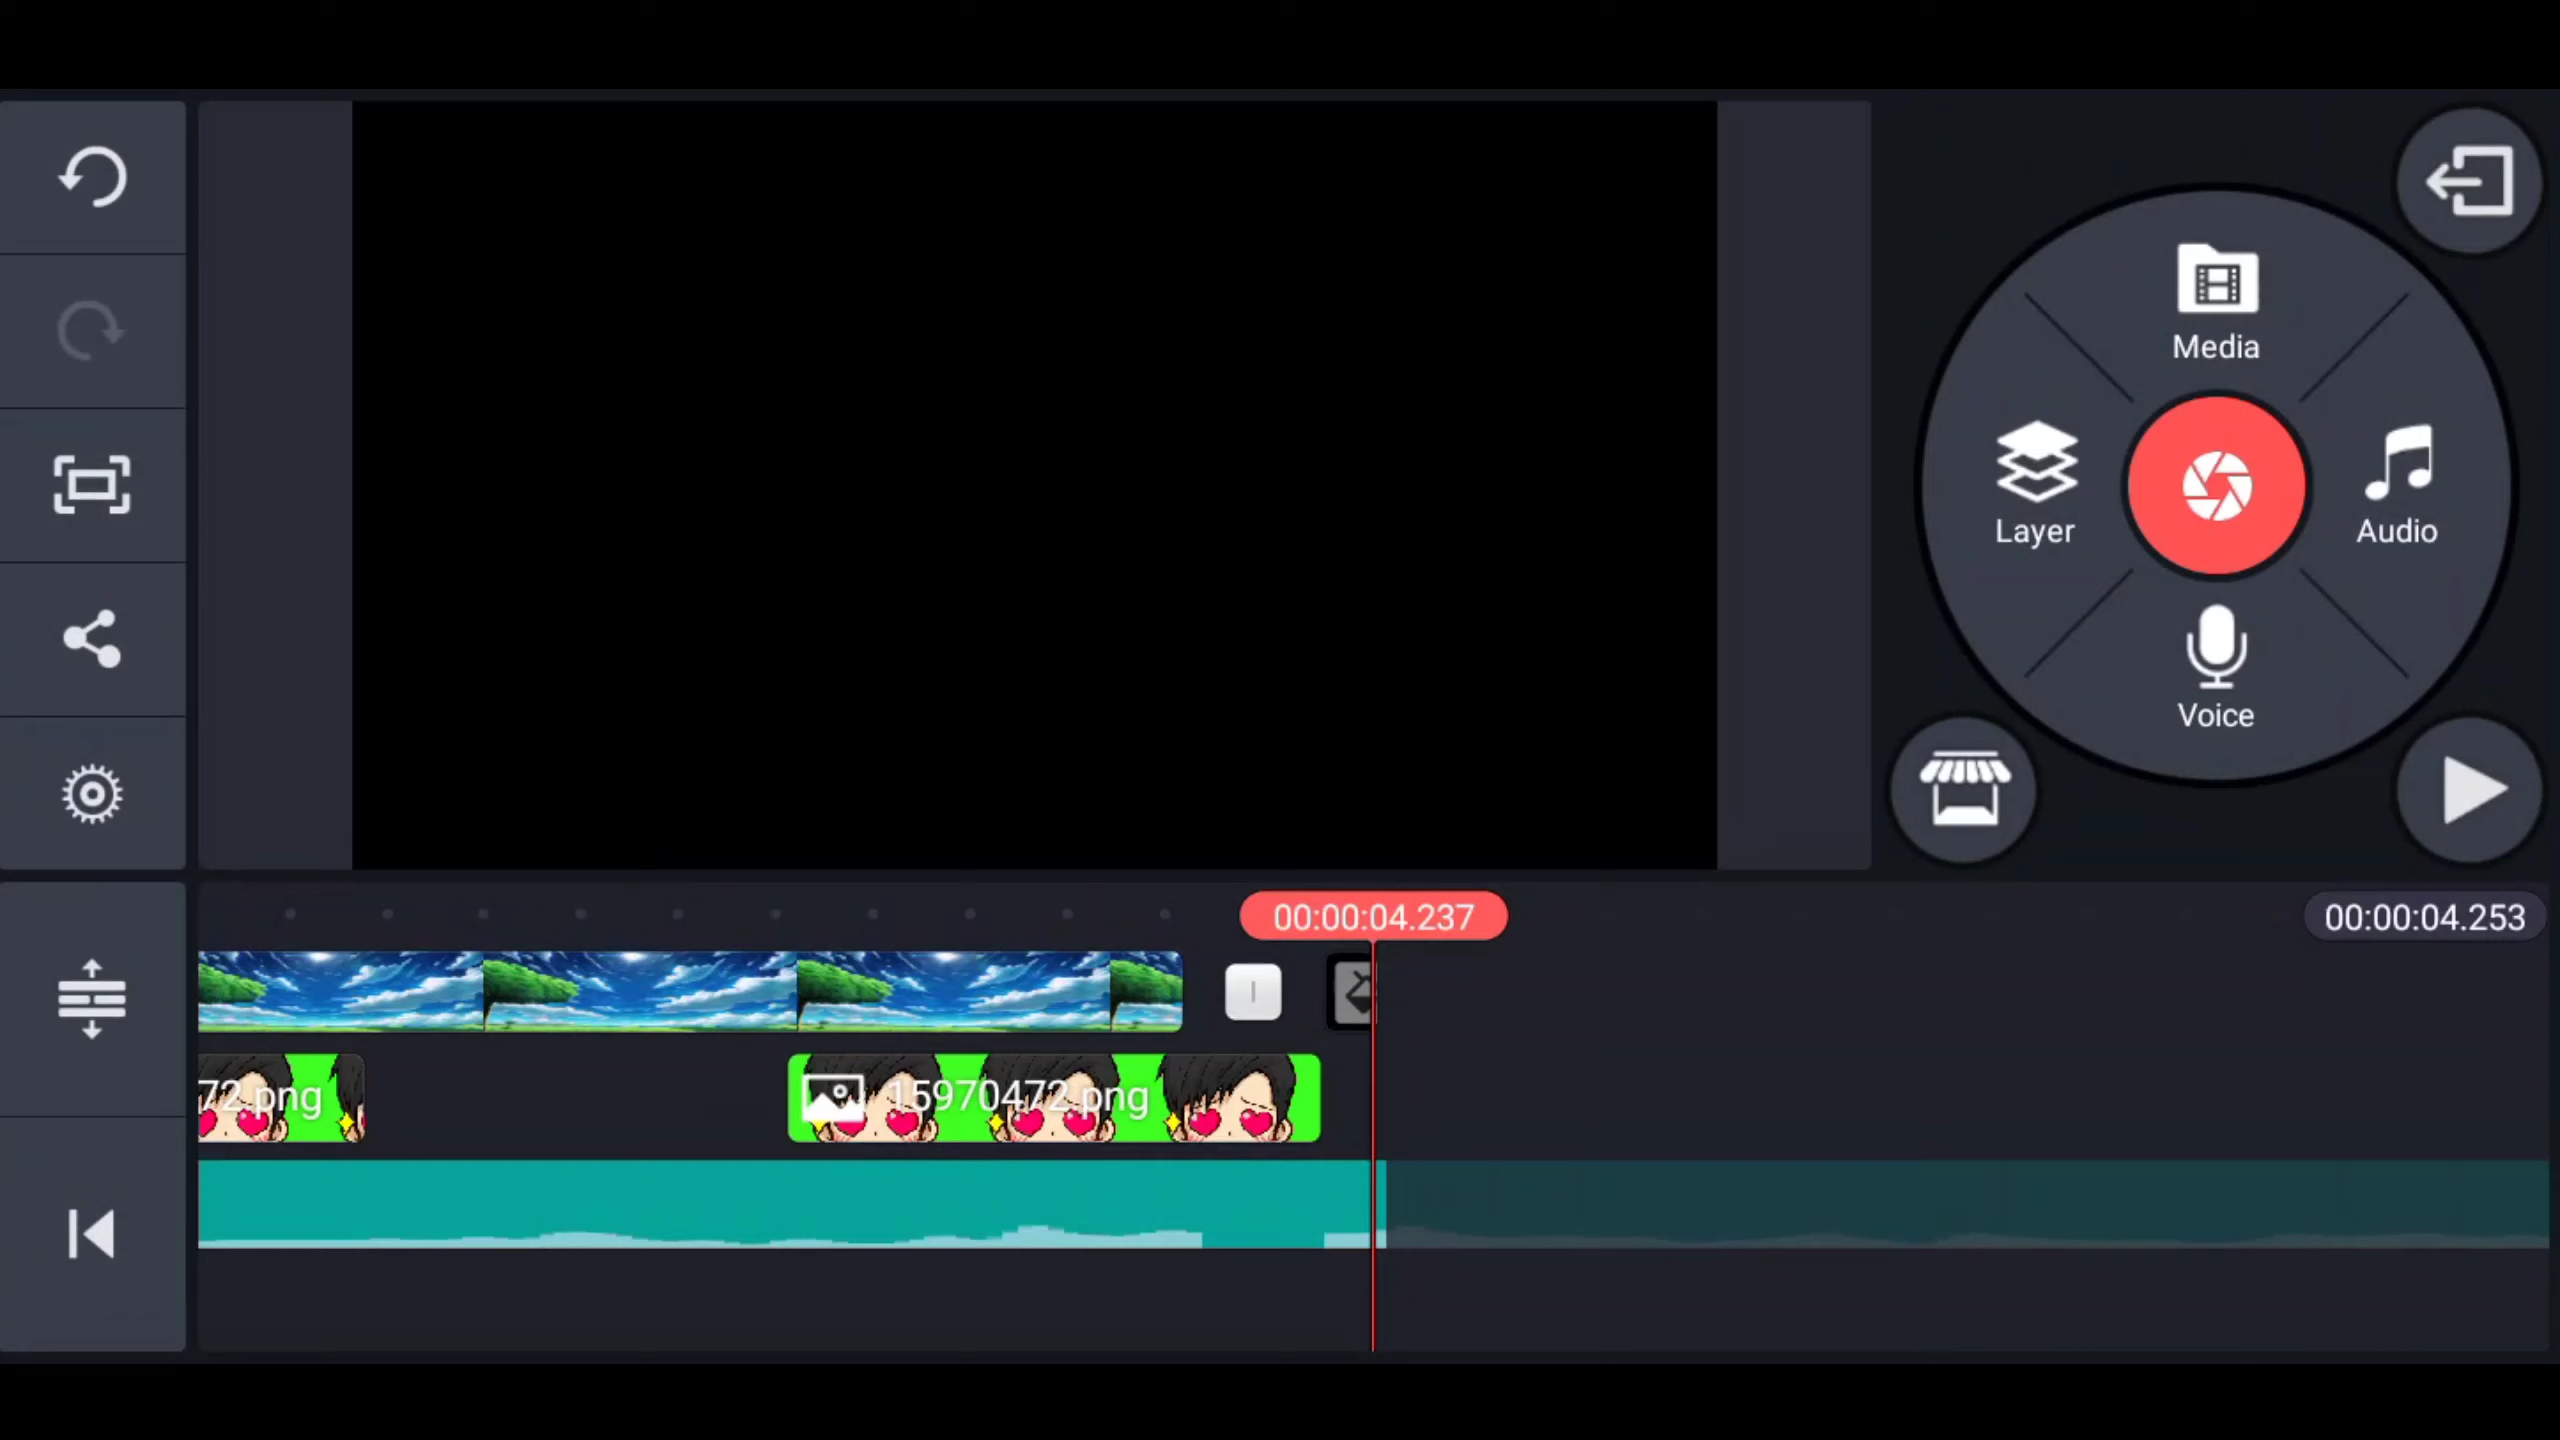 Media
Layer
Audio
Voice
00:00:04.237
00:00:04.253
72.png
15970472.png